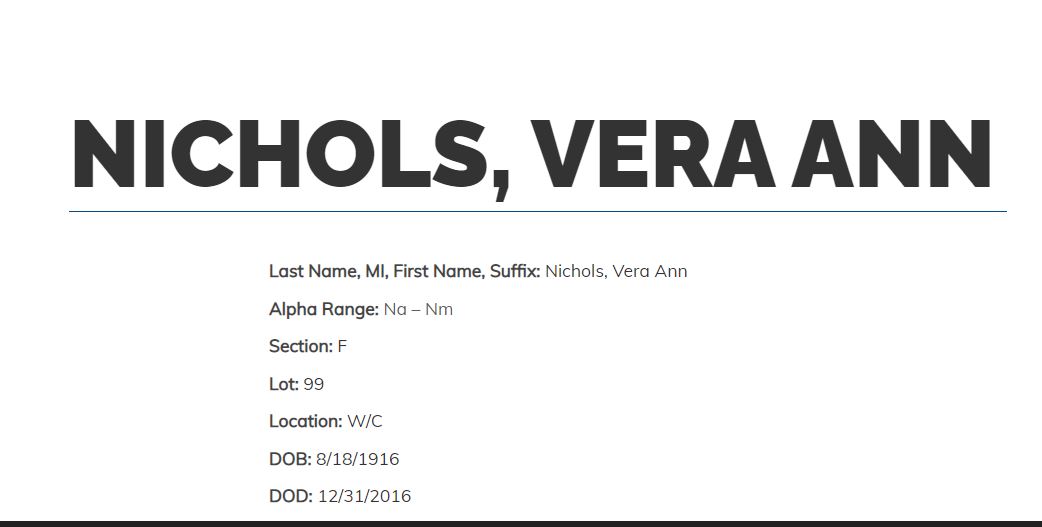 NICHOLS, VERA ANN
Last Name, MI, First Name, Suffix: Nichols, Vera Ann
Alpha Range: Na – Nm
Section: F
Lot: 99
Location: W/C
DOB: 8/18/1916
DOD: 12/31/2016